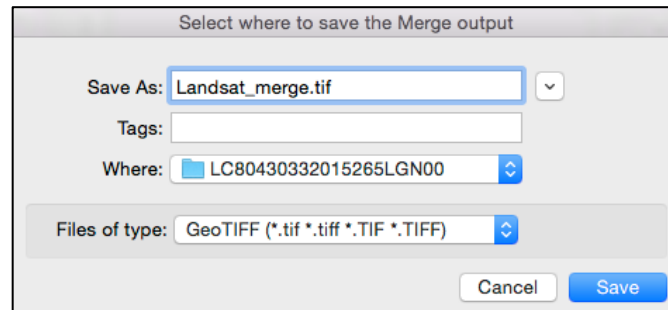 Select where to save the Merge output
Save As: Landsat_merge.tif
Tags:
Where: LC80430332015265LGN00
Files of type: GeoTIFF (*.tif *.tiff *.TIF *.TIFF)
Cancel Save